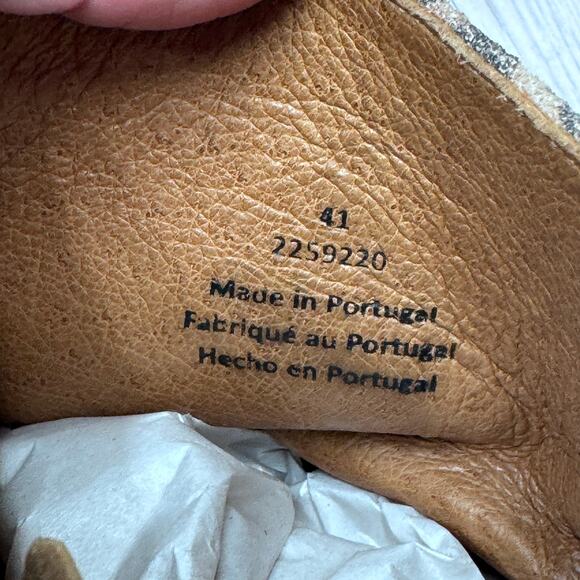 41
2259220
Made in Portugal
Fabriqué au Portugal
Hecho en Portugal